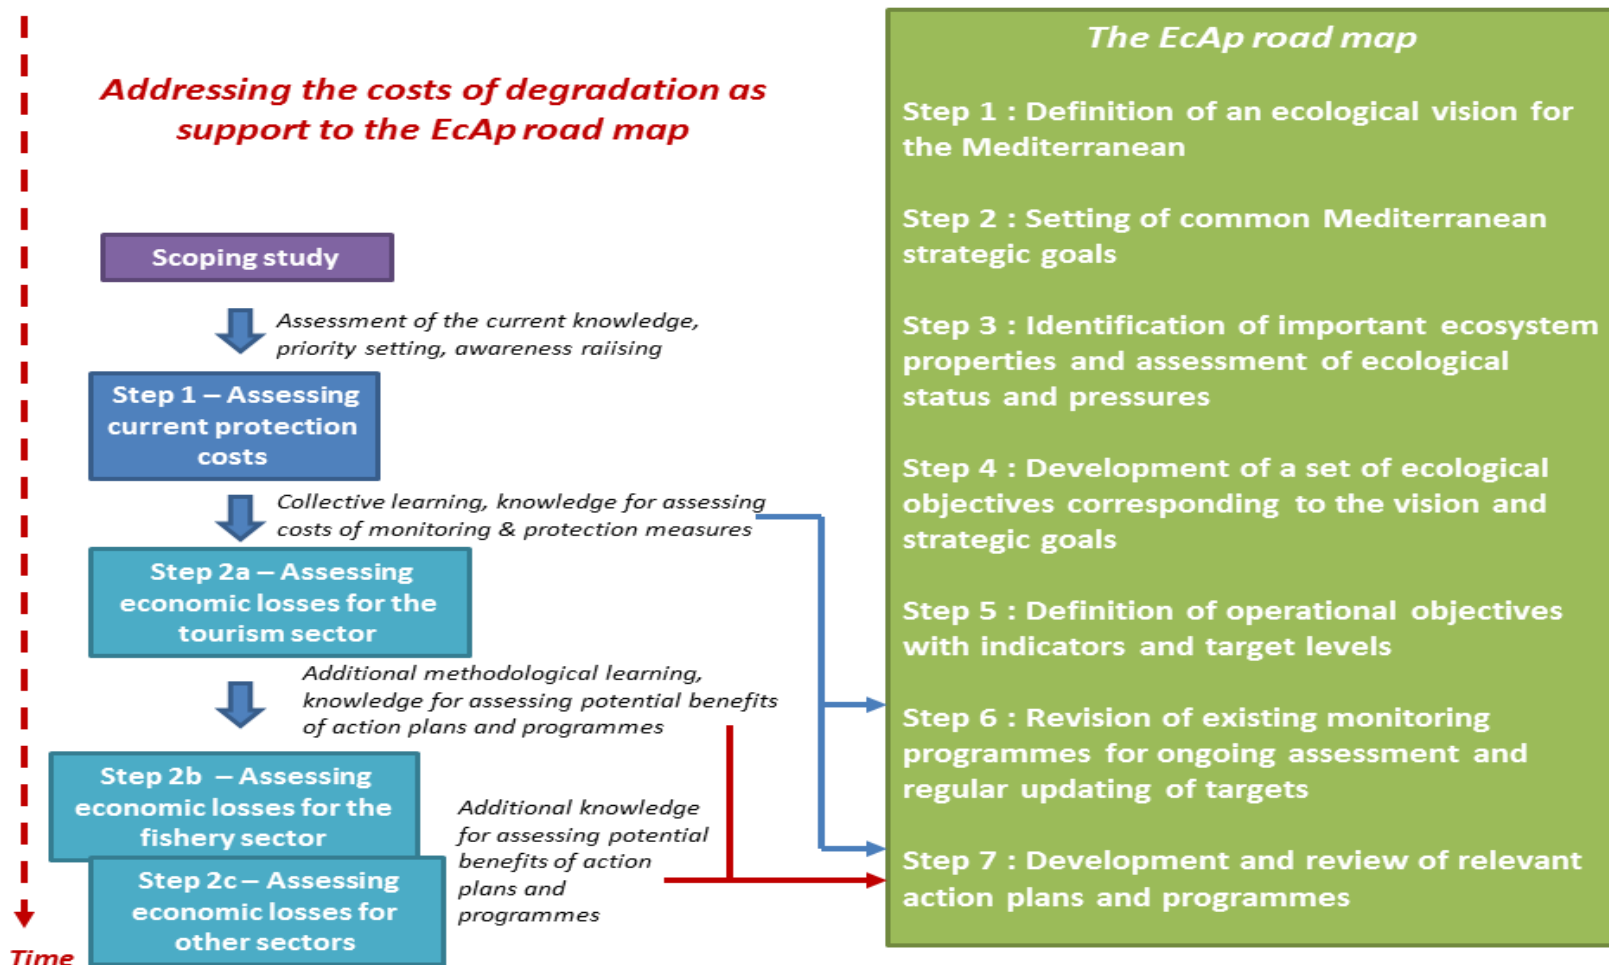 Addressing the costs of degradation as
support to the EcAp road map
Scoping study
Assessment of the current knowledge,
priority setting, awareness raiising
Step 1 – Assessing
current protection
costs
Collective learning, knowledge for assessing
costs of monitoring & protection measures
Step 2a – Assessing
economic losses for the
tourism sector
Additional methodological learning,
knowledge for assessing potential benefits
of action plans and programmes
Step 2b – Assessing
economic losses for the
fishery sector
Additional knowledge
for assessing potential
benefits of action
plans and
programmes
Step 2c – Assessing
economic losses for
other sectors
Time
The EcAp road map
Step 1 : Definition of an ecological vision for
the Mediterranean
Step 2 : Setting of common Mediterranean
strategic goals
Step 3 : Identification of important ecosystem
properties and assessment of ecological
status and pressures
Step 4 : Development of a set of ecological
objectives corresponding to the vision and
strategic goals
Step 5 : Definition of operational objectives
with indicators and target levels
Step 6 : Revision of existing monitoring
programmes for ongoing assessment and
regular updating of targets
Step 7 : Development and review of relevant
action plans and programmes